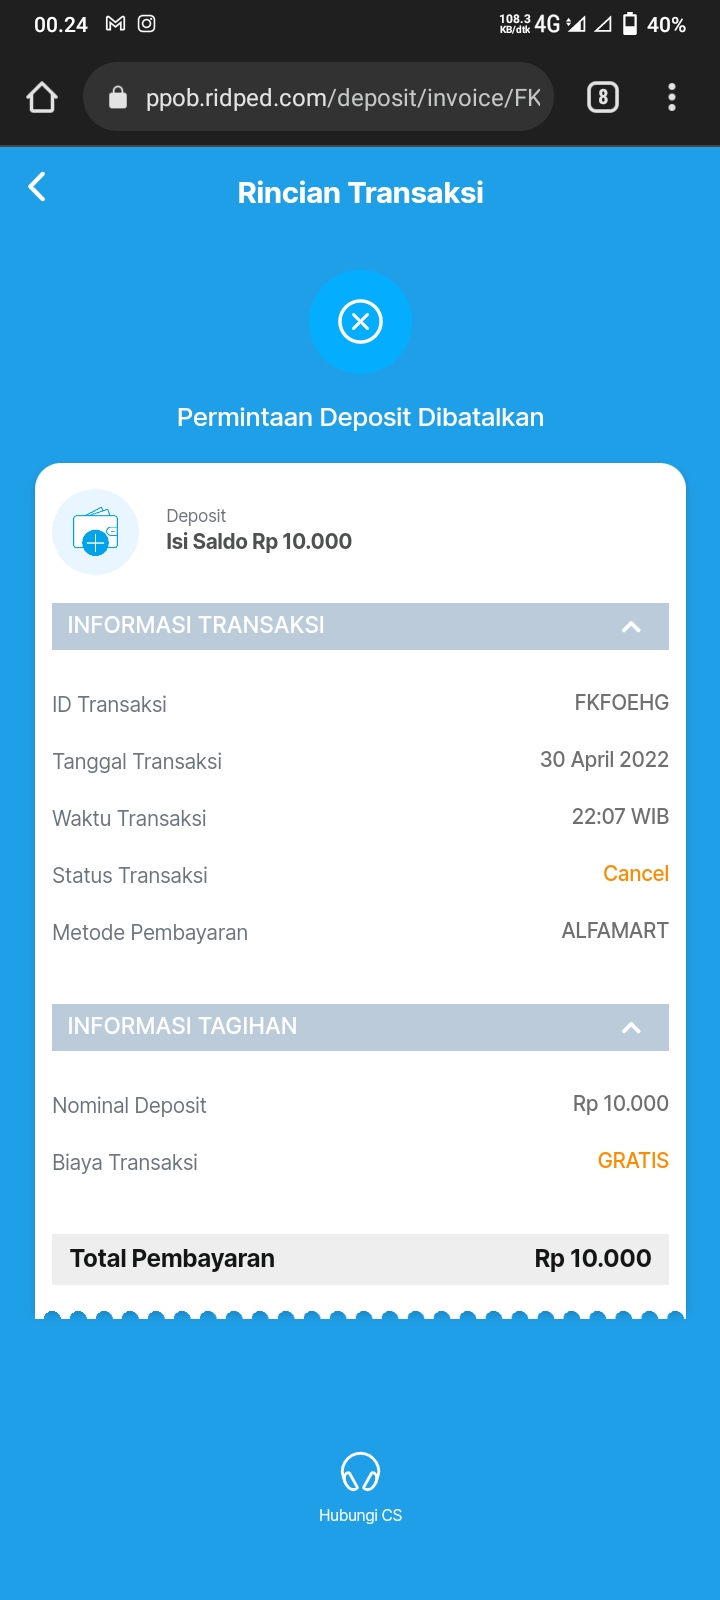 00.24
108.3
KB/dtk
4G
40%
ppob.ridped.com/deposit/invoice/FK
8
Rincian Transaksi
Permintaan Deposit Dibatalkan
Deposit
Isi Saldo Rp 10.000
INFORMASI TRANSAKSI
ID Transaksi FKFOEHG
Tanggal Transaksi 30 April 2022
Waktu Transaksi 22:07 WIB
Status Transaksi Cancel
Metode Pembayaran ALFAMART
INFORMASI TAGIHAN
Nominal Deposit Rp 10.000
Biaya Transaksi GRATIS
Total Pembayaran Rp 10.000
Hubungi CS